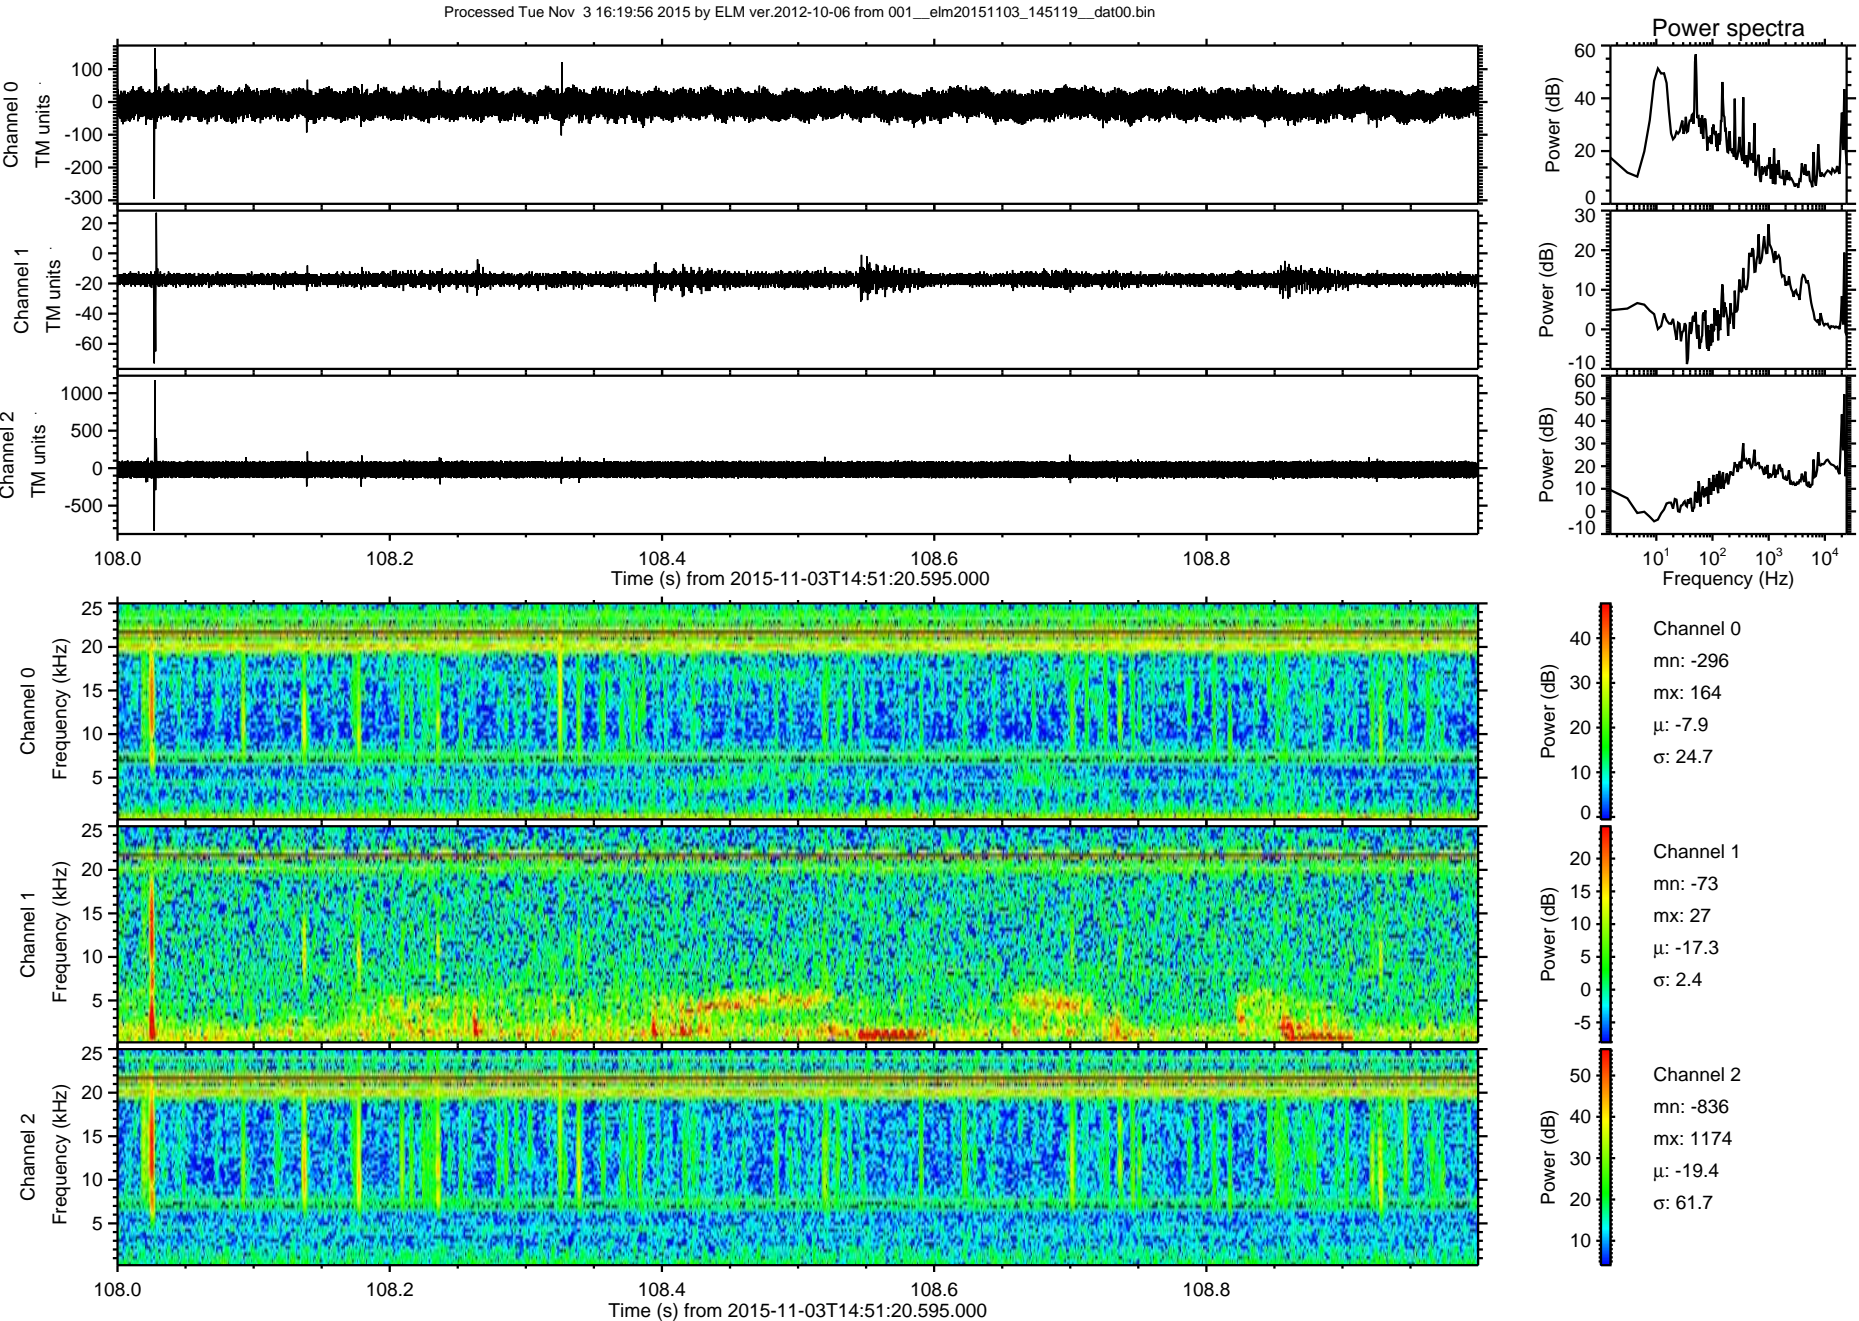 Processed Tue Nov  3 16:19:56 2015 by ELM ver.2012-10-06 from 001__elm20151103_145119__dat00.bin
Power spectra
Channel 0
TM units
100
0
-100
-200
-300
Power (dB)
60
40
20
0
Channel 1
TM units
20
0
-20
-40
-60
Power (dB)
30
20
10
0
-10
Channel 2
TM units
1000
500
0
-500
Power (dB)
60
50
40
30
20
10
0
-10
108.0 108.2 108.4 108.6 108.8
Time (s) from 2015-11-03T14:51:20.595.000
10¹ 10² 10³ 10⁴
Frequency (Hz)
Channel 0
Frequency (kHz)
25
20
15
10
5
Power (dB)
40
30
20
10
0
Channel 0
mn: -296
mx: 164
μ: -7.9
σ: 24.7
Channel 1
Frequency (kHz)
25
20
15
10
5
Power (dB)
20
15
10
5
0
-5
Channel 1
mn: -73
mx: 27
μ: -17.3
σ: 2.4
Channel 2
Frequency (kHz)
25
20
15
10
5
Power (dB)
50
40
30
20
10
Channel 2
mn: -836
mx: 1174
μ: -19.4
σ: 61.7
108.0 108.2 108.4 108.6 108.8
Time (s) from 2015-11-03T14:51:20.595.000